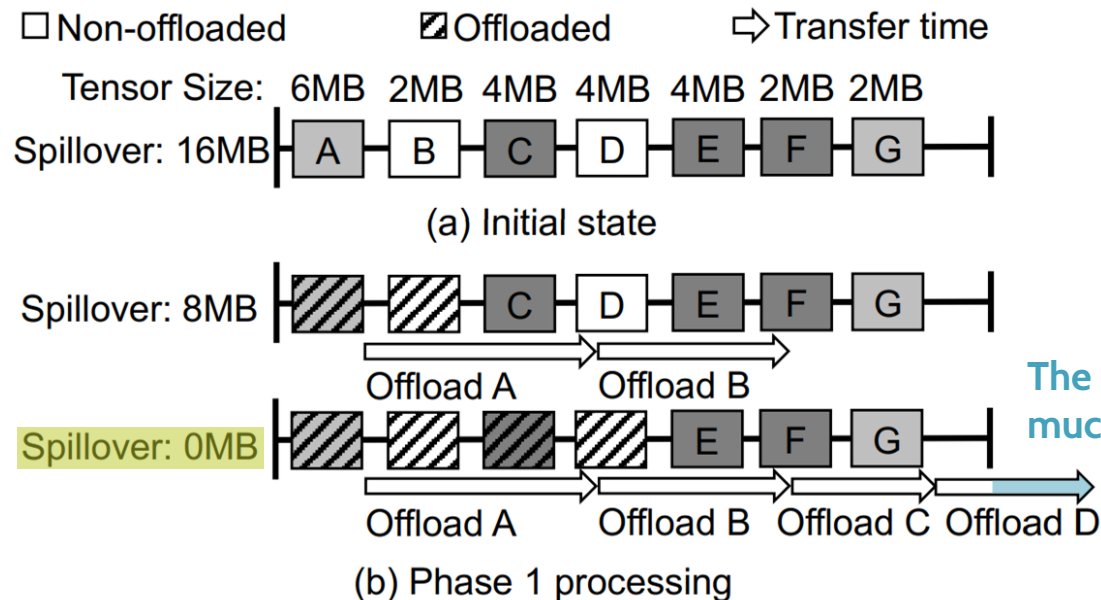 Non-offloaded Offloaded Transfer time
Tensor Size: 6MB 2MB 4MB 4MB 4MB 2MB 2MB
Spillover: 16MB A B C D E F G
(a) Initial state
Spillover: 8MB C D E F G
Offload A Offload B
The
muc
Spillover: 0MB E F G
Offload A Offload B Offload C Offload D
(b) Phase 1 processing